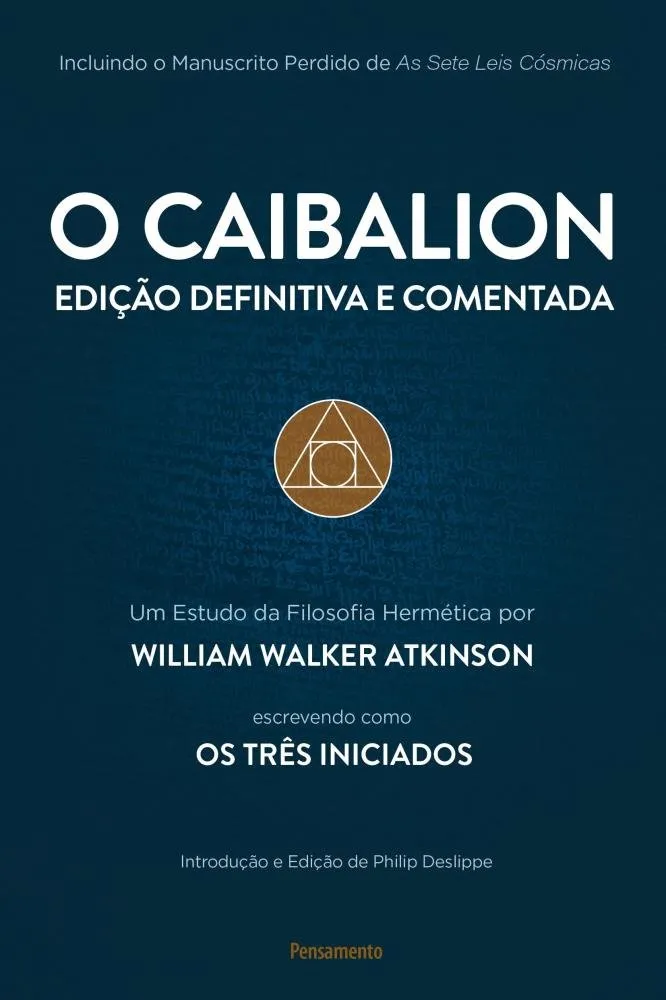 Incluindo o Manuscrito Perdido de As Sete Leis Cósmicas
O CAIBALION
EDIÇÃO DEFINITIVA E COMENTADA
Um Estudo da Filosofia Hermética por
WILLIAM WALKER ATKINSON
escrevendo como
OS TRÊS INICIADOS
Introdução e Edição de Philip Deslippe
Pensamento